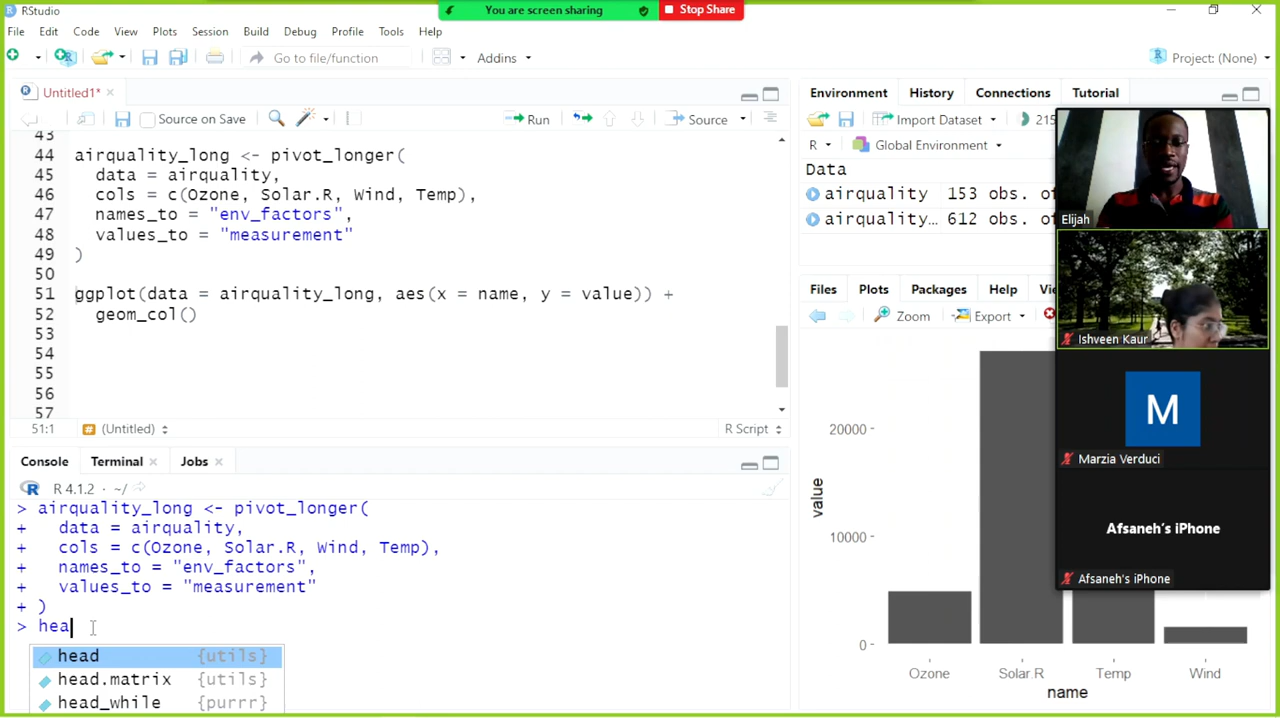 RStudio
You are screen sharing
Stop Share
File Edit Code View Plots Session Build Debug Profile Tools Help
Go to file/function
Addins
Project: (None)
Untitled1*
Source on Save
Run
Source
43
44 airquality_long <- pivot_longer(
45 data = airquality,
46 cols = c(Ozone, Solar.R, Wind, Temp),
47 names_to = "env_factors",
48 values_to = "measurement"
49 )
50
51 ggplot(data = airquality_long, aes(x = name, y = value)) +
52 geom_col()
53
54
55
56
57
51:1 (Untitled) R Script
Console Terminal Jobs
R 4.1.2 · ~/
> airquality_long <- pivot_longer(
+ data = airquality,
+ cols = c(Ozone, Solar.R, Wind, Temp),
+ names_to = "env_factors",
+ values_to = "measurement"
+ )
> hea
head {utils}
head.matrix {utils}
head_while {purrr}
Environment History Connections Tutorial
Import Dataset 215
R Global Environment
Data
airquality 153 obs. of
airquality… 612 obs. of
Files Plots Packages Help
Zoom Export
value
20000
10000
0
Ozone Solar.R Temp Wind
name
Elijah
Ishveen Kaur
M
Marzia Verduci
Afsaneh's iPhone
Afsaneh's iPhone